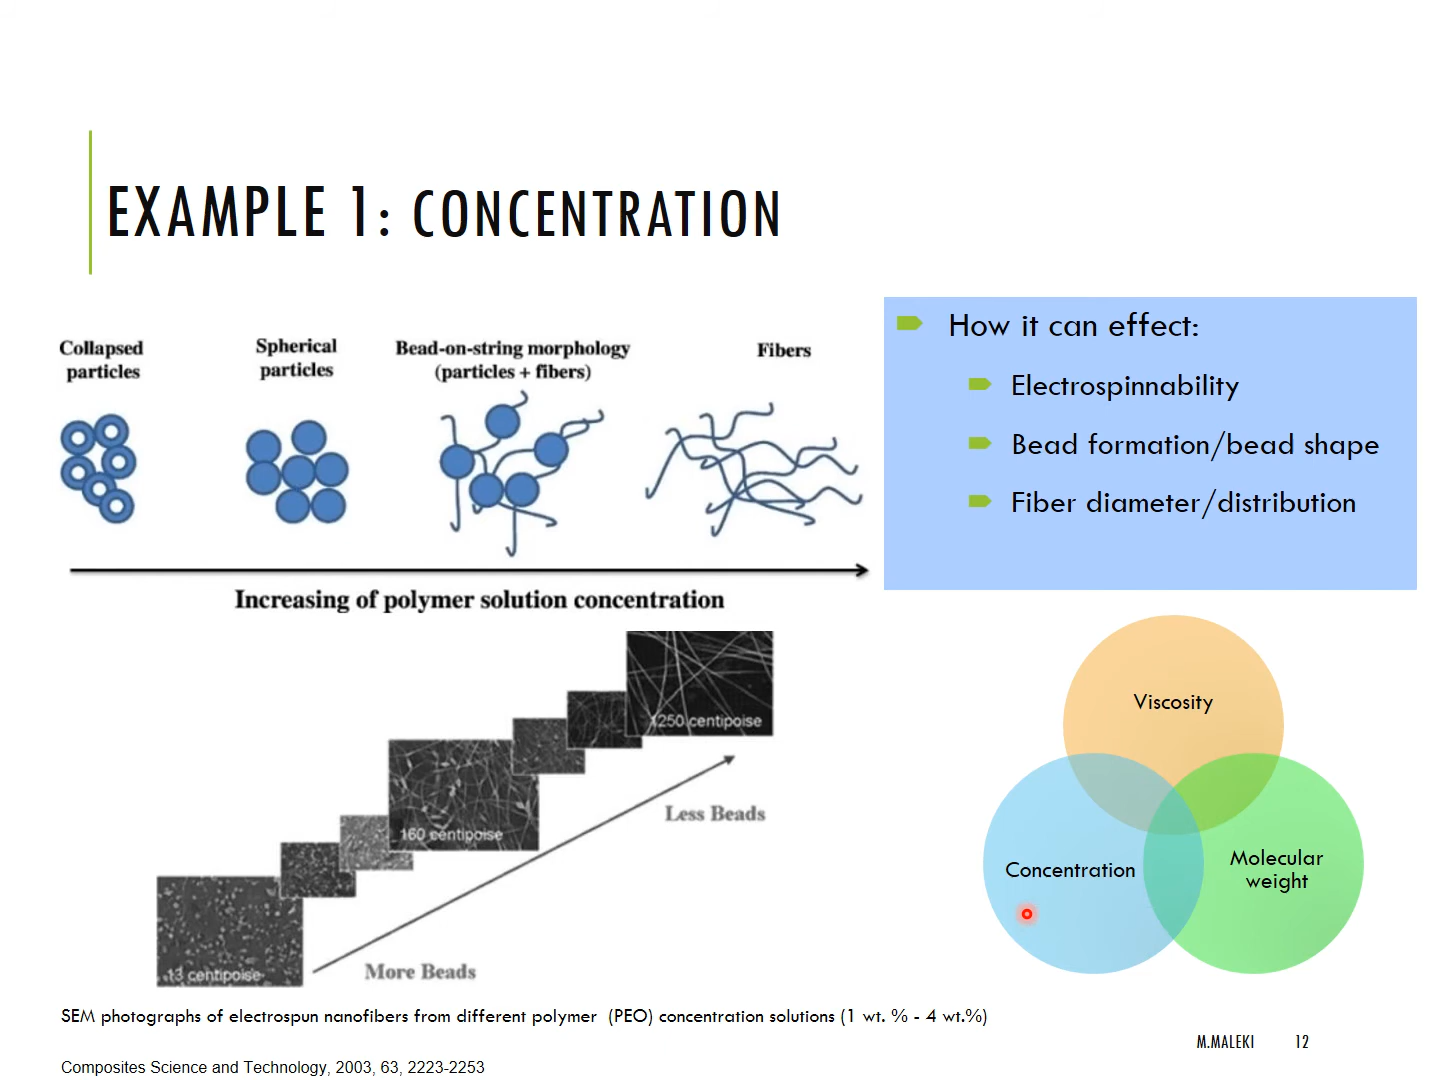 EXAMPLE 1: CONCENTRATION
Collapsed
particles
Spherical
particles
Bead-on-string morphology
(particles + fibers)
Fibers
Increasing of polymer solution concentration
How it can effect:
Electrospinnability
Bead formation/bead shape
Fiber diameter/distribution
1250 centipoise
160 centipoise
13 centipoise
Less Beads
More Beads
Viscosity
Concentration
Molecular
weight
SEM photographs of electrospun nanofibers from different polymer (PEO) concentration solutions (1 wt. % - 4 wt.%)
M.MALEKI 12
Composites Science and Technology, 2003, 63, 2223-2253